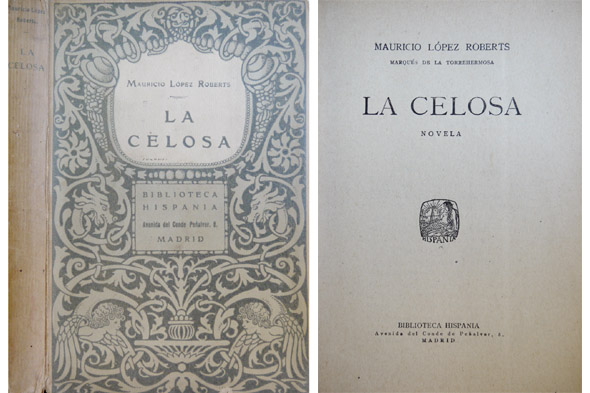 Mauricio López
Roberts
LA
CELOSA
Mauricio López Roberts
LA
CELOSA
BIBLIOTECA
HISPANIA
Avenida del Conde Peñalver, 8.
MADRID
MAURICIO LÓPEZ ROBERTS
MARQUÉS DE LA TORREHERMOSA
LA CELOSA
NOVELA
HISPANIA
BIBLIOTECA HISPANIA
Avenida del Conde de Peñalver, 8.
MADRID